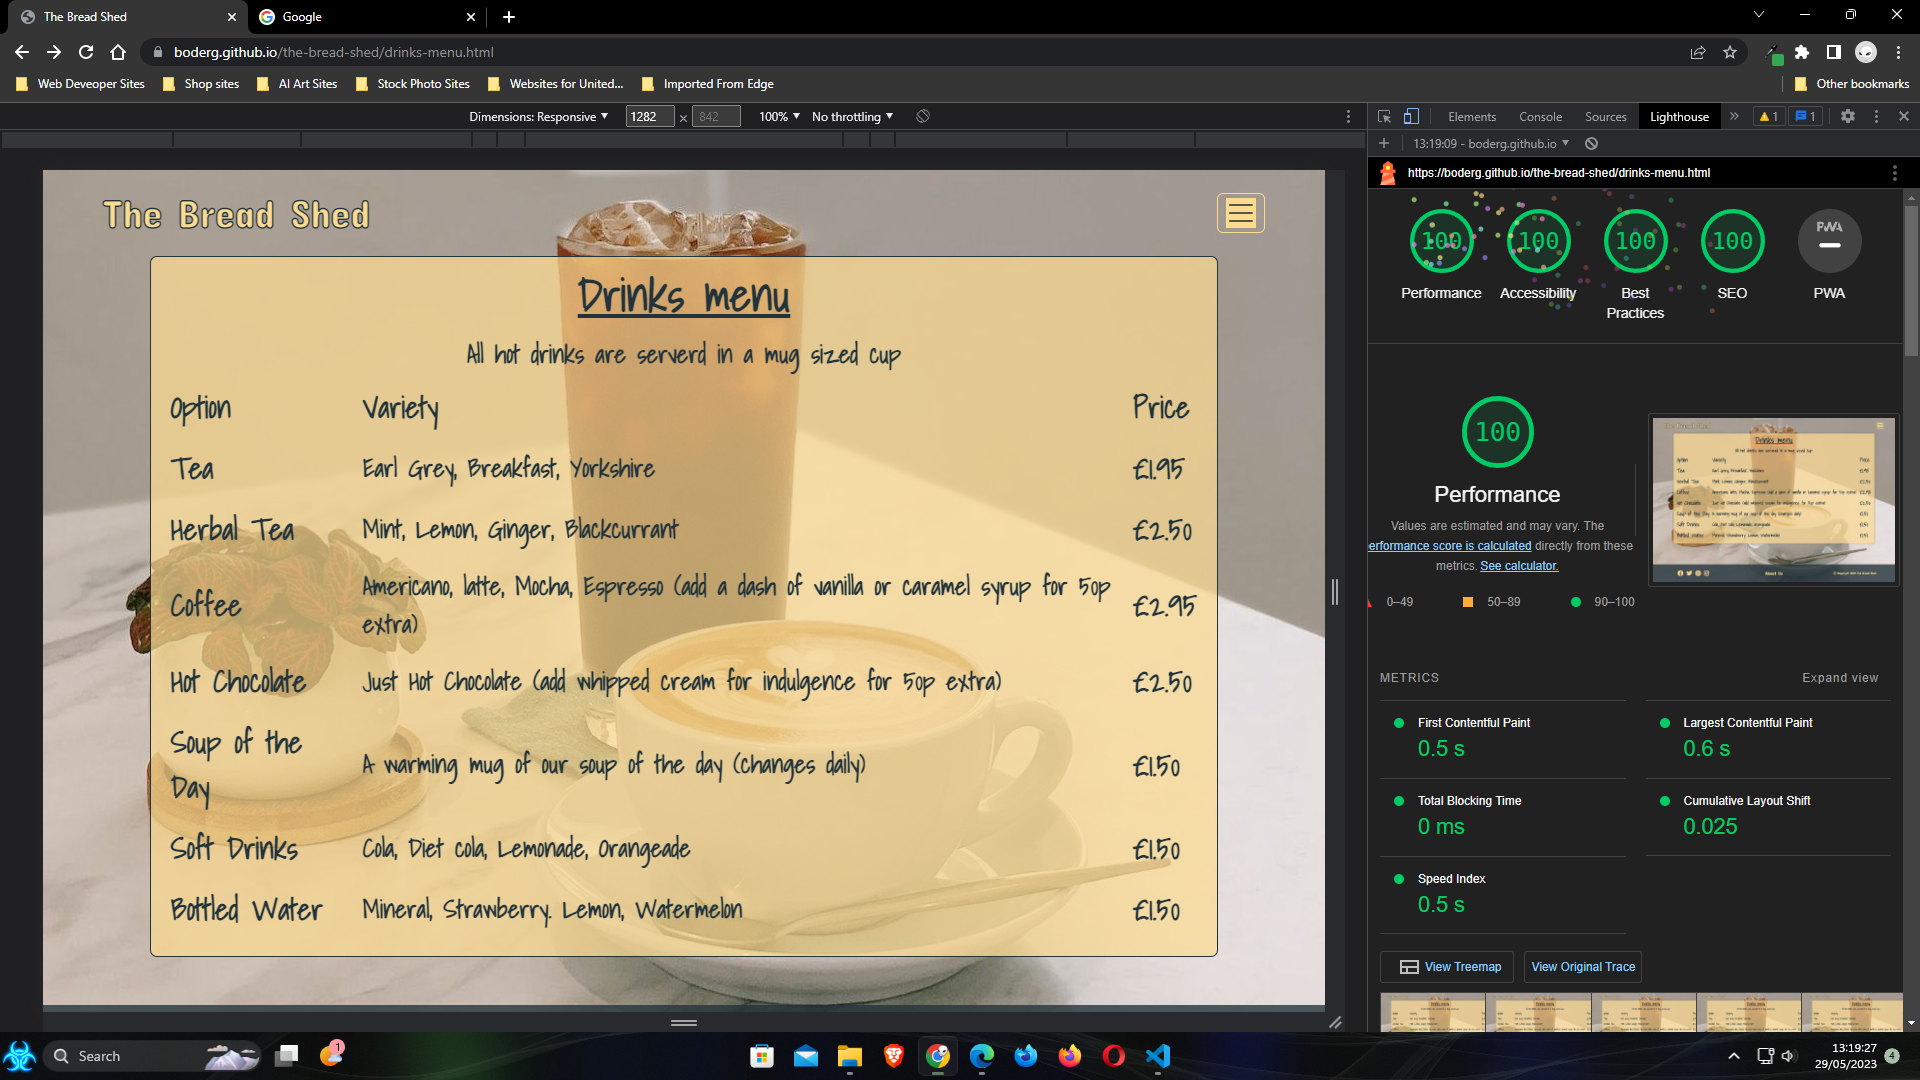 The Bread Shed
Google
boderg.github.io/the-bread-shed/drinks-menu.html
Web Deveoper Sites
Shop sites
AI Art Sites
Stock Photo Sites
Websites for United...
Imported From Edge
Other bookmarks
Dimensions: Responsive
1282
×
842
100%
No throttling
Elements
Console
Sources
Lighthouse
1
1
13:19:09 - boderg.github.io
https://boderg.github.io/the-bread-shed/drinks-menu.html
The Bread Shed
Drinks menu
All hot drinks are serverd in a mug sized cup
Option Variety Price
Tea Earl Grey, Breakfast, Yorkshire £1.95
Herbal Tea Mint, Lemon, Ginger, Blackcurrant £2.50
Coffee Americano, latte, Mocha, Espresso (add a dash of vanilla or caramel syrup for 50p
extra) £2.95
Hot Chocolate Just Hot Chocolate (add whipped cream for indulgence for 50p extra) £2.50
Soup of the
Day A warming mug of our soup of the day (changes daily) £1.50
Soft Drinks Cola, Diet cola, Lemonade, Orangeade £1.50
Bottled Water Mineral, Strawberry. Lemon, Watermelon £1.50
100 100 100 100 PWA
Performance Accessibility Best
Practices SEO PWA
100
Performance
Values are estimated and may vary. The
erformance score is calculated directly from these
metrics. See calculator.
0–49 50–89 90–100
METRICS
Expand view
First Contentful Paint
0.5 s
Largest Contentful Paint
0.6 s
Total Blocking Time
0 ms
Cumulative Layout Shift
0.025
Speed Index
0.5 s
View Treemap
View Original Trace
Search
1
13:19:27
29/05/2023
4